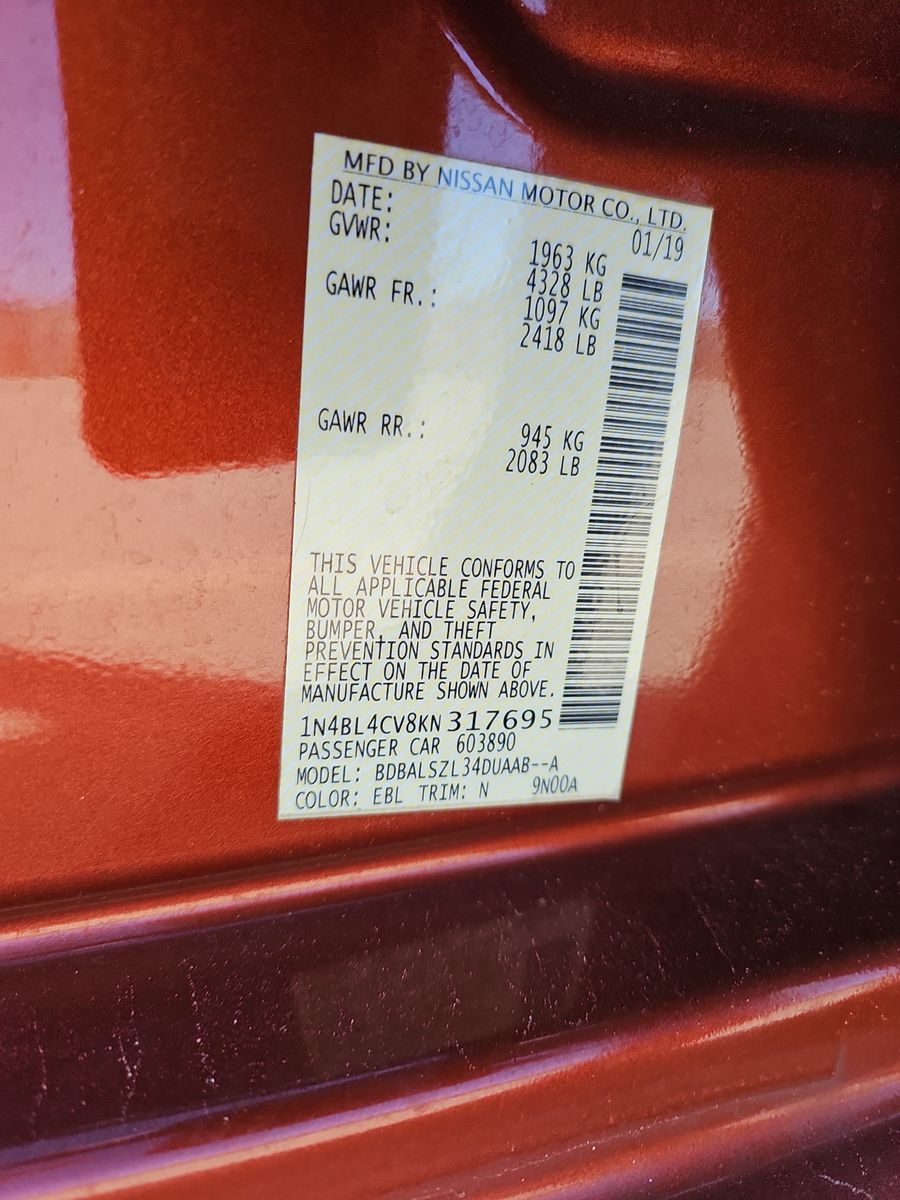 MFD BY NISSAN MOTOR CO., LTD.
DATE: 01/19
GVWR: 1963 KG
4328 LB
GAWR FR.: 1097 KG
2418 LB
GAWR RR.: 945 KG
2083 LB
THIS VEHICLE CONFORMS TO
ALL APPLICABLE FEDERAL
MOTOR VEHICLE SAFETY,
BUMPER, AND THEFT
PREVENTION STANDARDS IN
EFFECT ON THE DATE OF
MANUFACTURE SHOWN ABOVE.
1N4BL4CV8KN317695
PASSENGER CAR 603890
MODEL: BDBALSZL34DUAAB--A
COLOR: EBL TRIM: N 9N00A